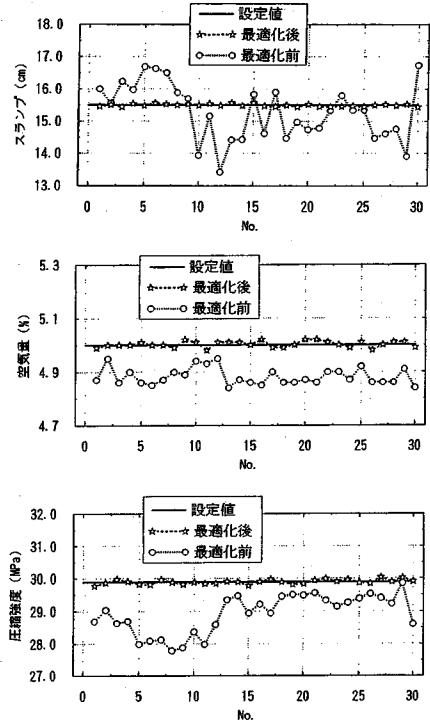 設定値
最適化後
最適化前
スランプ (cm)
18.0
17.0
16.0
15.0
14.0
13.0
0 5 10 15 20 25 30
No.
設定値
最適化後
最適化前
空気量 (%)
5.3
5.1
4.9
4.7
0 5 10 15 20 25 30
No.
設定値
最適化後
最適化前
圧縮強度 (MPa)
32.0
31.0
30.0
29.0
28.0
27.0
0 5 10 15 20 25 30
No.